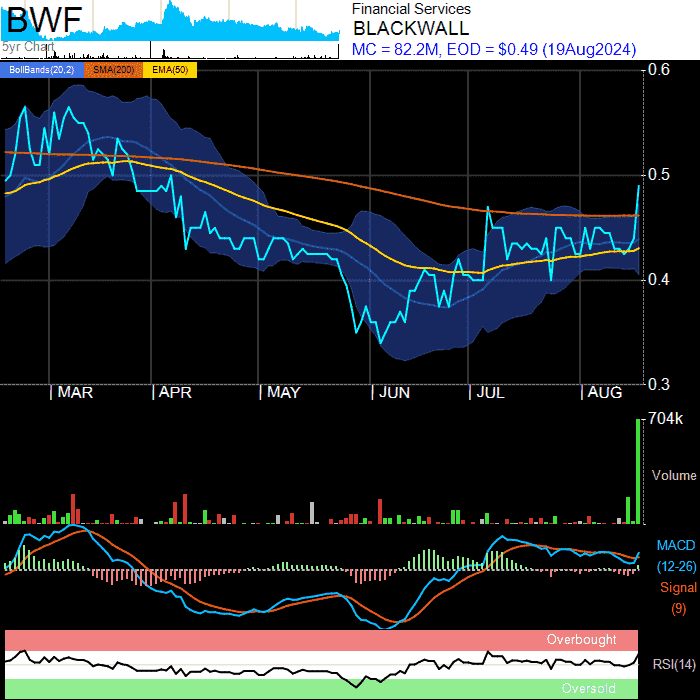 BWF
5yr Chart
Financial Services
BLACKWALL
MC = 82.2M, EOD = $0.49 (19Aug2024)
BollBands(20,2) SMA(200) EMA(50)
0.6
0.5
0.4
0.3
MAR APR MAY JUN JUL AUG
704k
Volume
MACD
(12-26)
Signal
(9)
Overbought
RSI(14)
Oversold